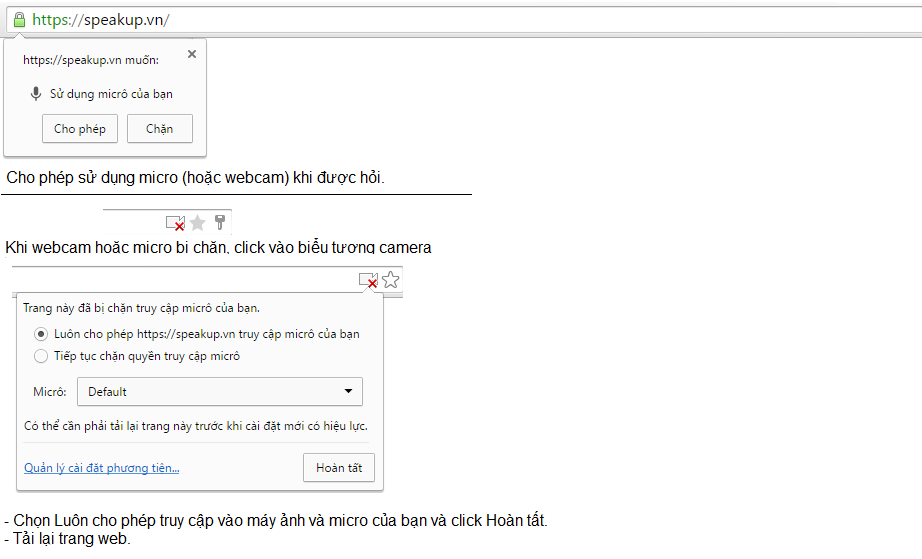 https://speakup.vn/
https://speakup.vn muốn:
Sử dụng micrô của bạn
Cho phép
Chặn
Cho phép sử dụng micro (hoặc webcam) khi được hỏi.
Khi webcam hoặc micro bị chặn, click vào biểu tượng camera
Trang này đã bị chặn truy cập micrô của bạn.
Luôn cho phép https://speakup.vn truy cập micrô của bạn
Tiếp tục chặn quyền truy cập micrô
Micrô: Default
Có thể cần phải tải lại trang này trước khi cài đặt mới có hiệu lực.
Quản lý cài đặt phương tiện...
Hoàn tất
- Chọn Luôn cho phép truy cập vào máy ảnh và micro của bạn và click Hoàn tất.
- Tải lại trang web.